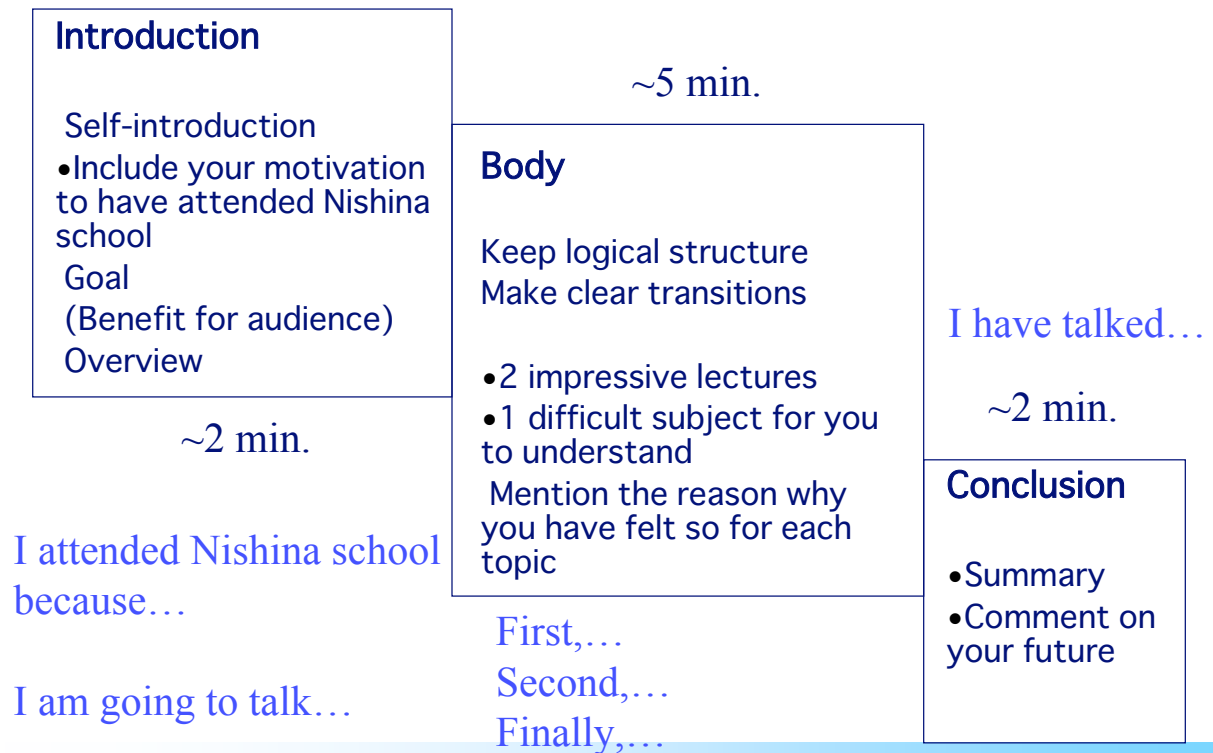 Introduction
Self-introduction
•Include your motivation
to have attended Nishina
school
Goal
(Benefit for audience)
Overview
~2 min.
I attended Nishina school
because…
I am going to talk…
~5 min.
Body
Keep logical structure
Make clear transitions
•2 impressive lectures
•1 difficult subject for you
to understand
Mention the reason why
you have felt so for each
topic
First,…
Second,…
Finally,…
I have talked…
~2 min.
Conclusion
•Summary
•Comment on
your future